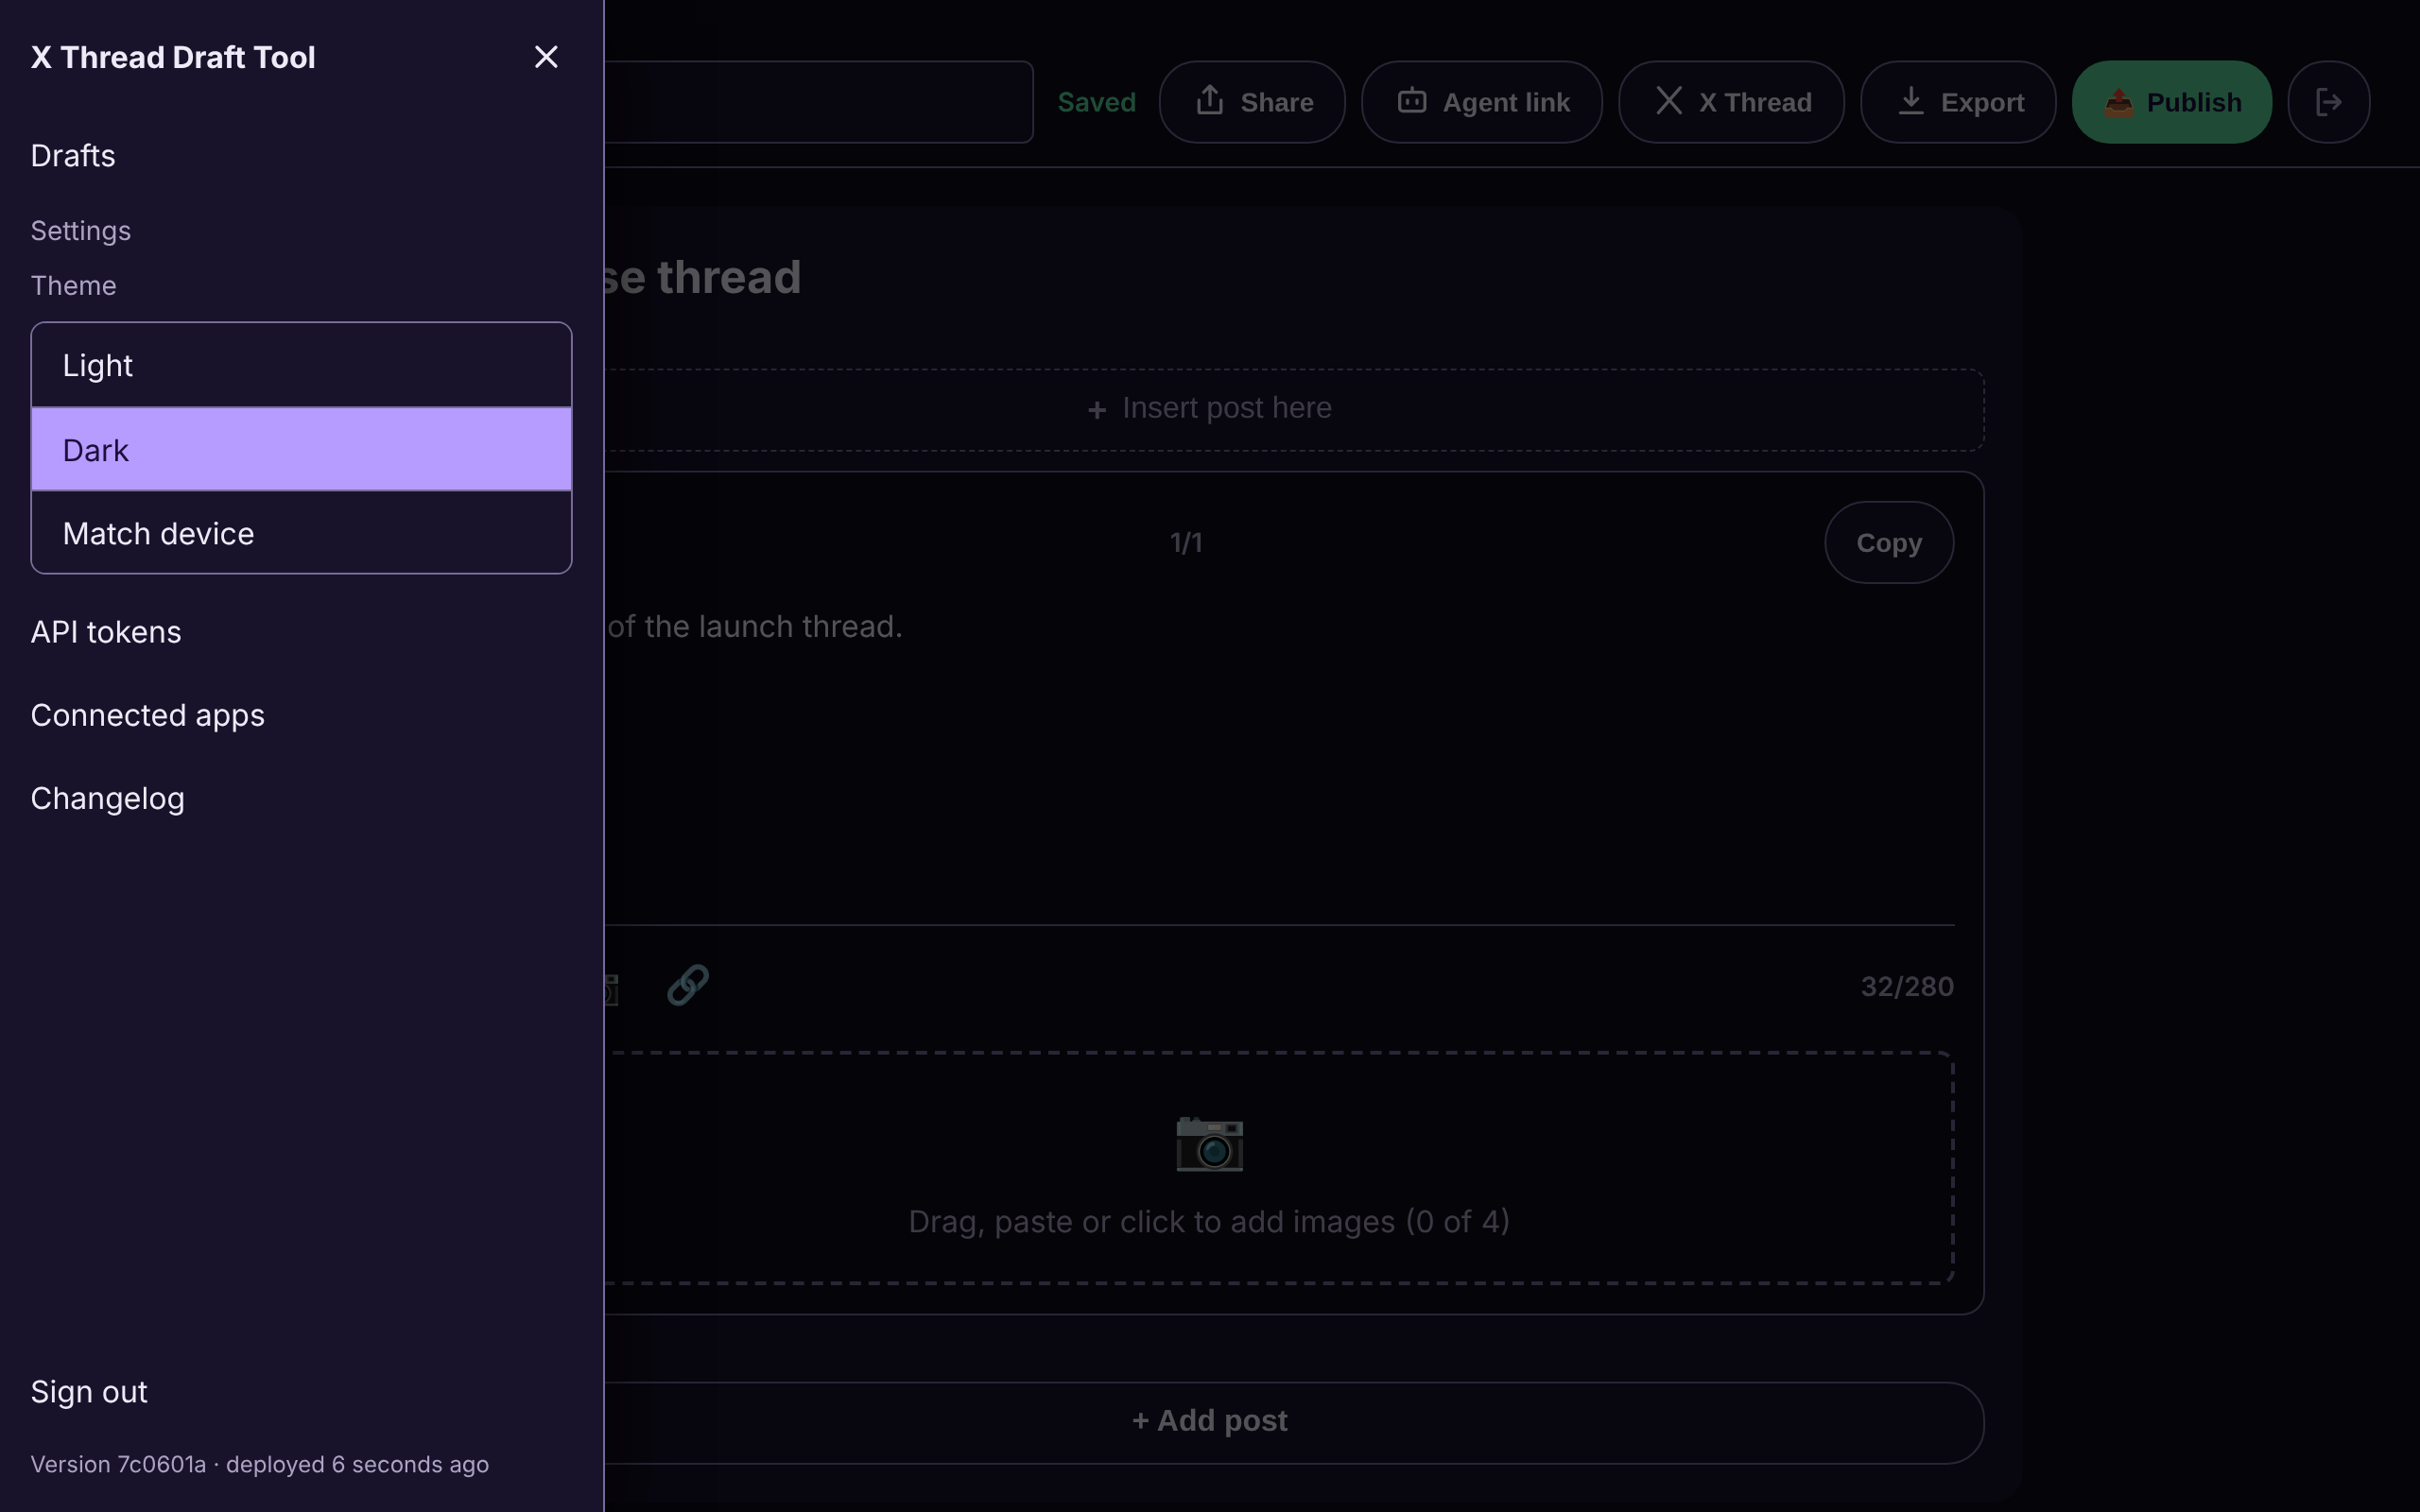 X Thread Draft Tool
Drafts
Settings
Theme
Light
Dark
Match device
API tokens
Connected apps
Changelog
Sign out
Version 7c0601a · deployed 6 seconds ago
Saved
Share
Agent link
X Thread
Export
Publish
thread
+ Insert post here
1/1
Copy
of the launch thread.
32/280
Drag, paste or click to add images (0 of 4)
+ Add post